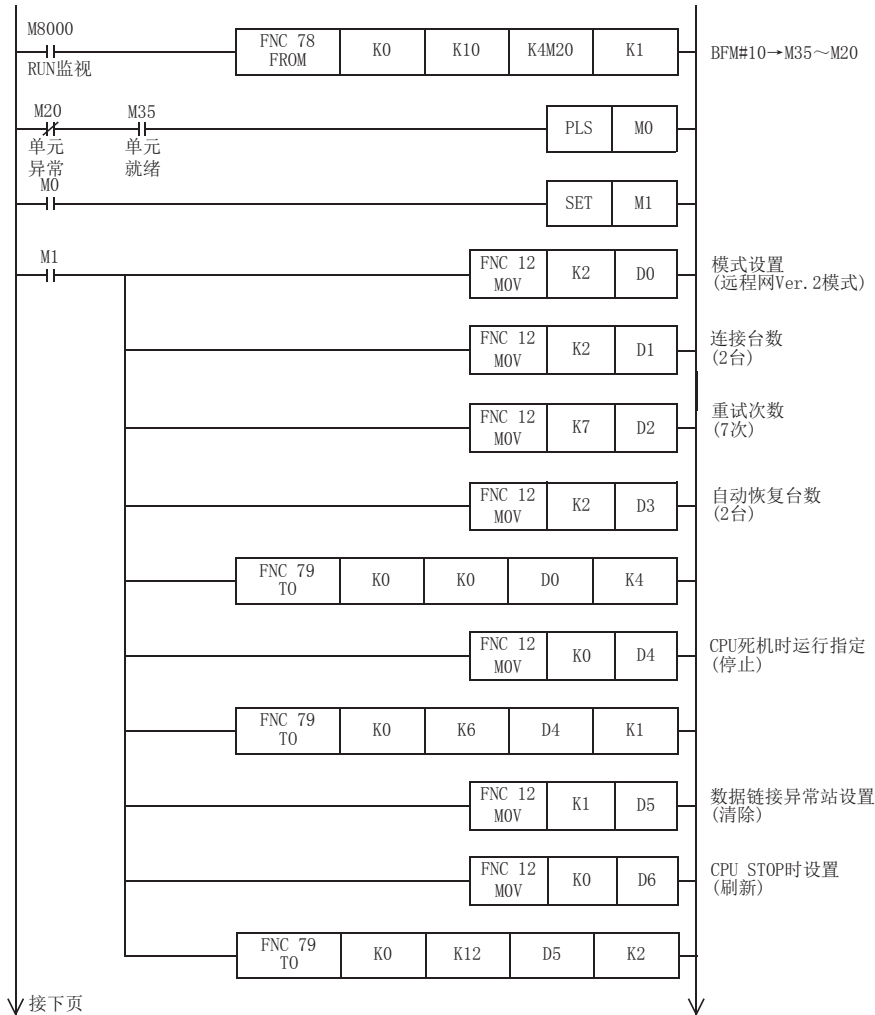 M8000
RUN监视
FNC 78
FROM
K0
K10
K4M20
K1
BFM#10→M35～M20
M20
单元
异常
M35
单元
就绪
PLS
M0
M0
SET
M1
M1
FNC 12
MOV
K2
D0
模式设置
(远程网Ver.2模式)
FNC 12
MOV
K2
D1
连接台数
(2台)
FNC 12
MOV
K7
D2
重试次数
(7次)
FNC 12
MOV
K2
D3
自动恢复台数
(2台)
FNC 79
TO
K0
K0
D0
K4
FNC 12
MOV
K0
D4
CPU死机时运行指定
(停止)
FNC 79
TO
K0
K6
D4
K1
FNC 12
MOV
K1
D5
数据链接异常站设置
(清除)
FNC 12
MOV
K0
D6
CPU STOP时设置
(刷新)
FNC 79
TO
K0
K12
D5
K2
接下页